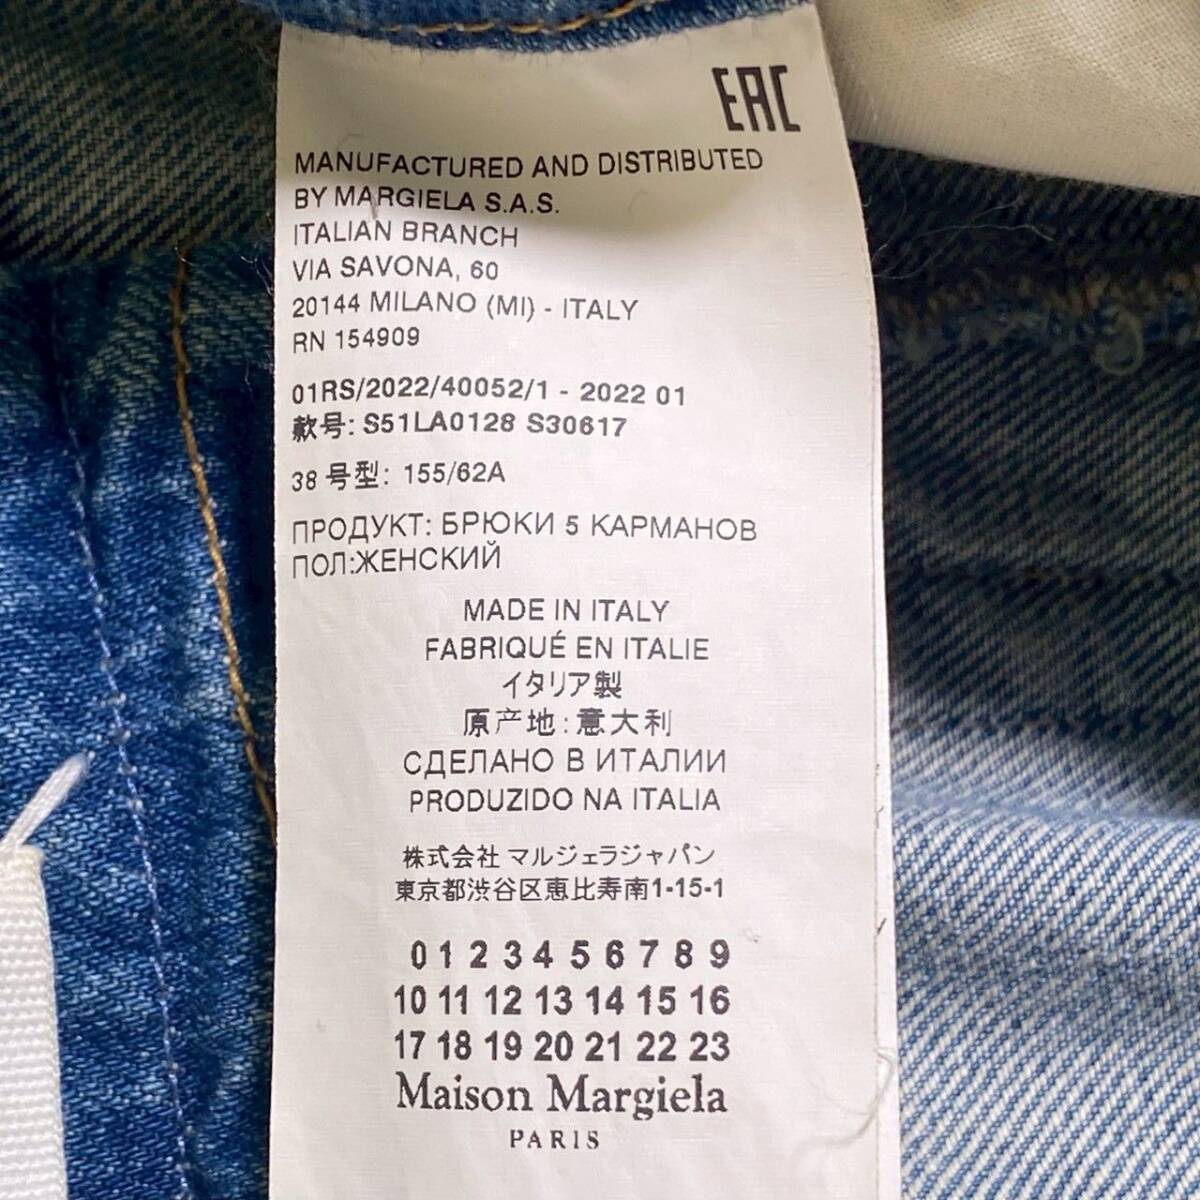 EAC
MANUFACTURED AND DISTRIBUTED
BY MARGIELA S.A.S.
ITALIAN BRANCH
VIA SAVONA, 60
20144 MILANO (MI) - ITALY
RN 154909
01RS/2022/40052/1 - 2022 01
款号: S51LA0128 S30617
38 号型: 155/62A
ПРОДУКТ: БРЮКИ 5 КАРМАНОВ
ПОЛ:ЖЕНСКИЙ
MADE IN ITALY
FABRIQUÉ EN ITALIE
イタリア製
原产地: 意大利
СДЕЛАНО В ИТАЛИИ
PRODUZIDO NA ITALIA
株式会社 マルジェラジャパン
東京都渋谷区恵比寿南1-15-1
0 1 2 3 4 5 6 7 8 9
10 11 12 13 14 15 16
17 18 19 20 21 22 23
Maison Margiela
PARIS